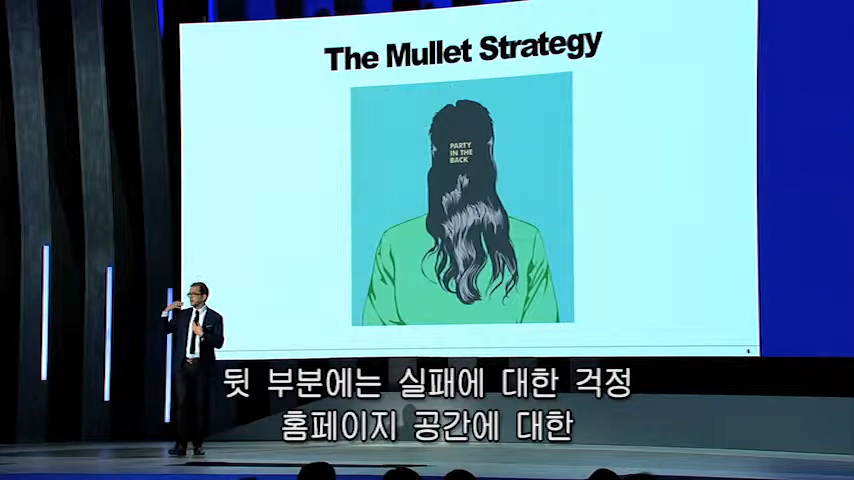 The Mullet Strategy
PARTY
IN THE
BACK
뒷 부분에는 실패에 대한 걱정
홈페이지 공간에 대한